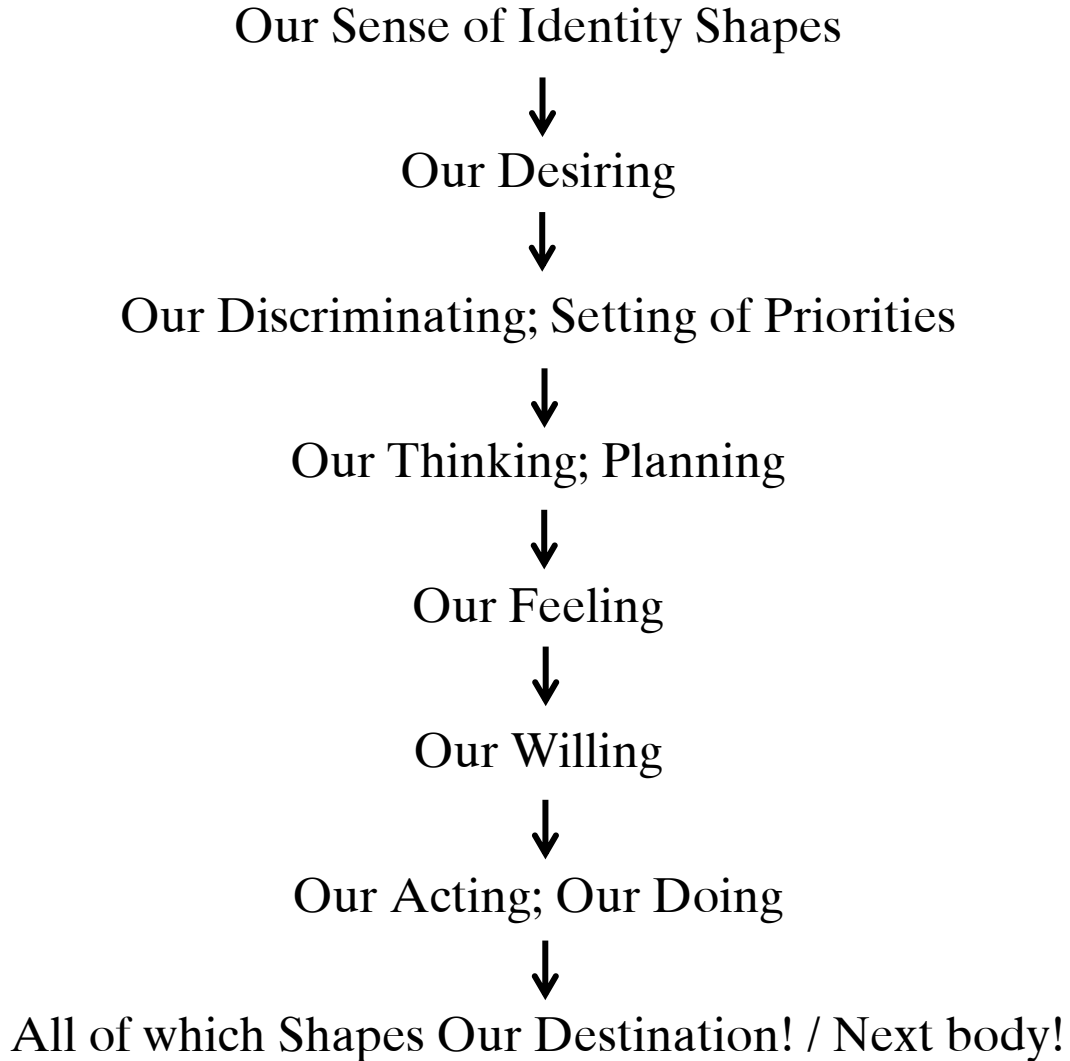 Our Sense of Identity Shapes
Our Desiring
Our Discriminating; Setting of Priorities
Our Thinking; Planning
Our Feeling
Our Willing
Our Acting; Our Doing
All of which Shapes Our Destination! / Next body!